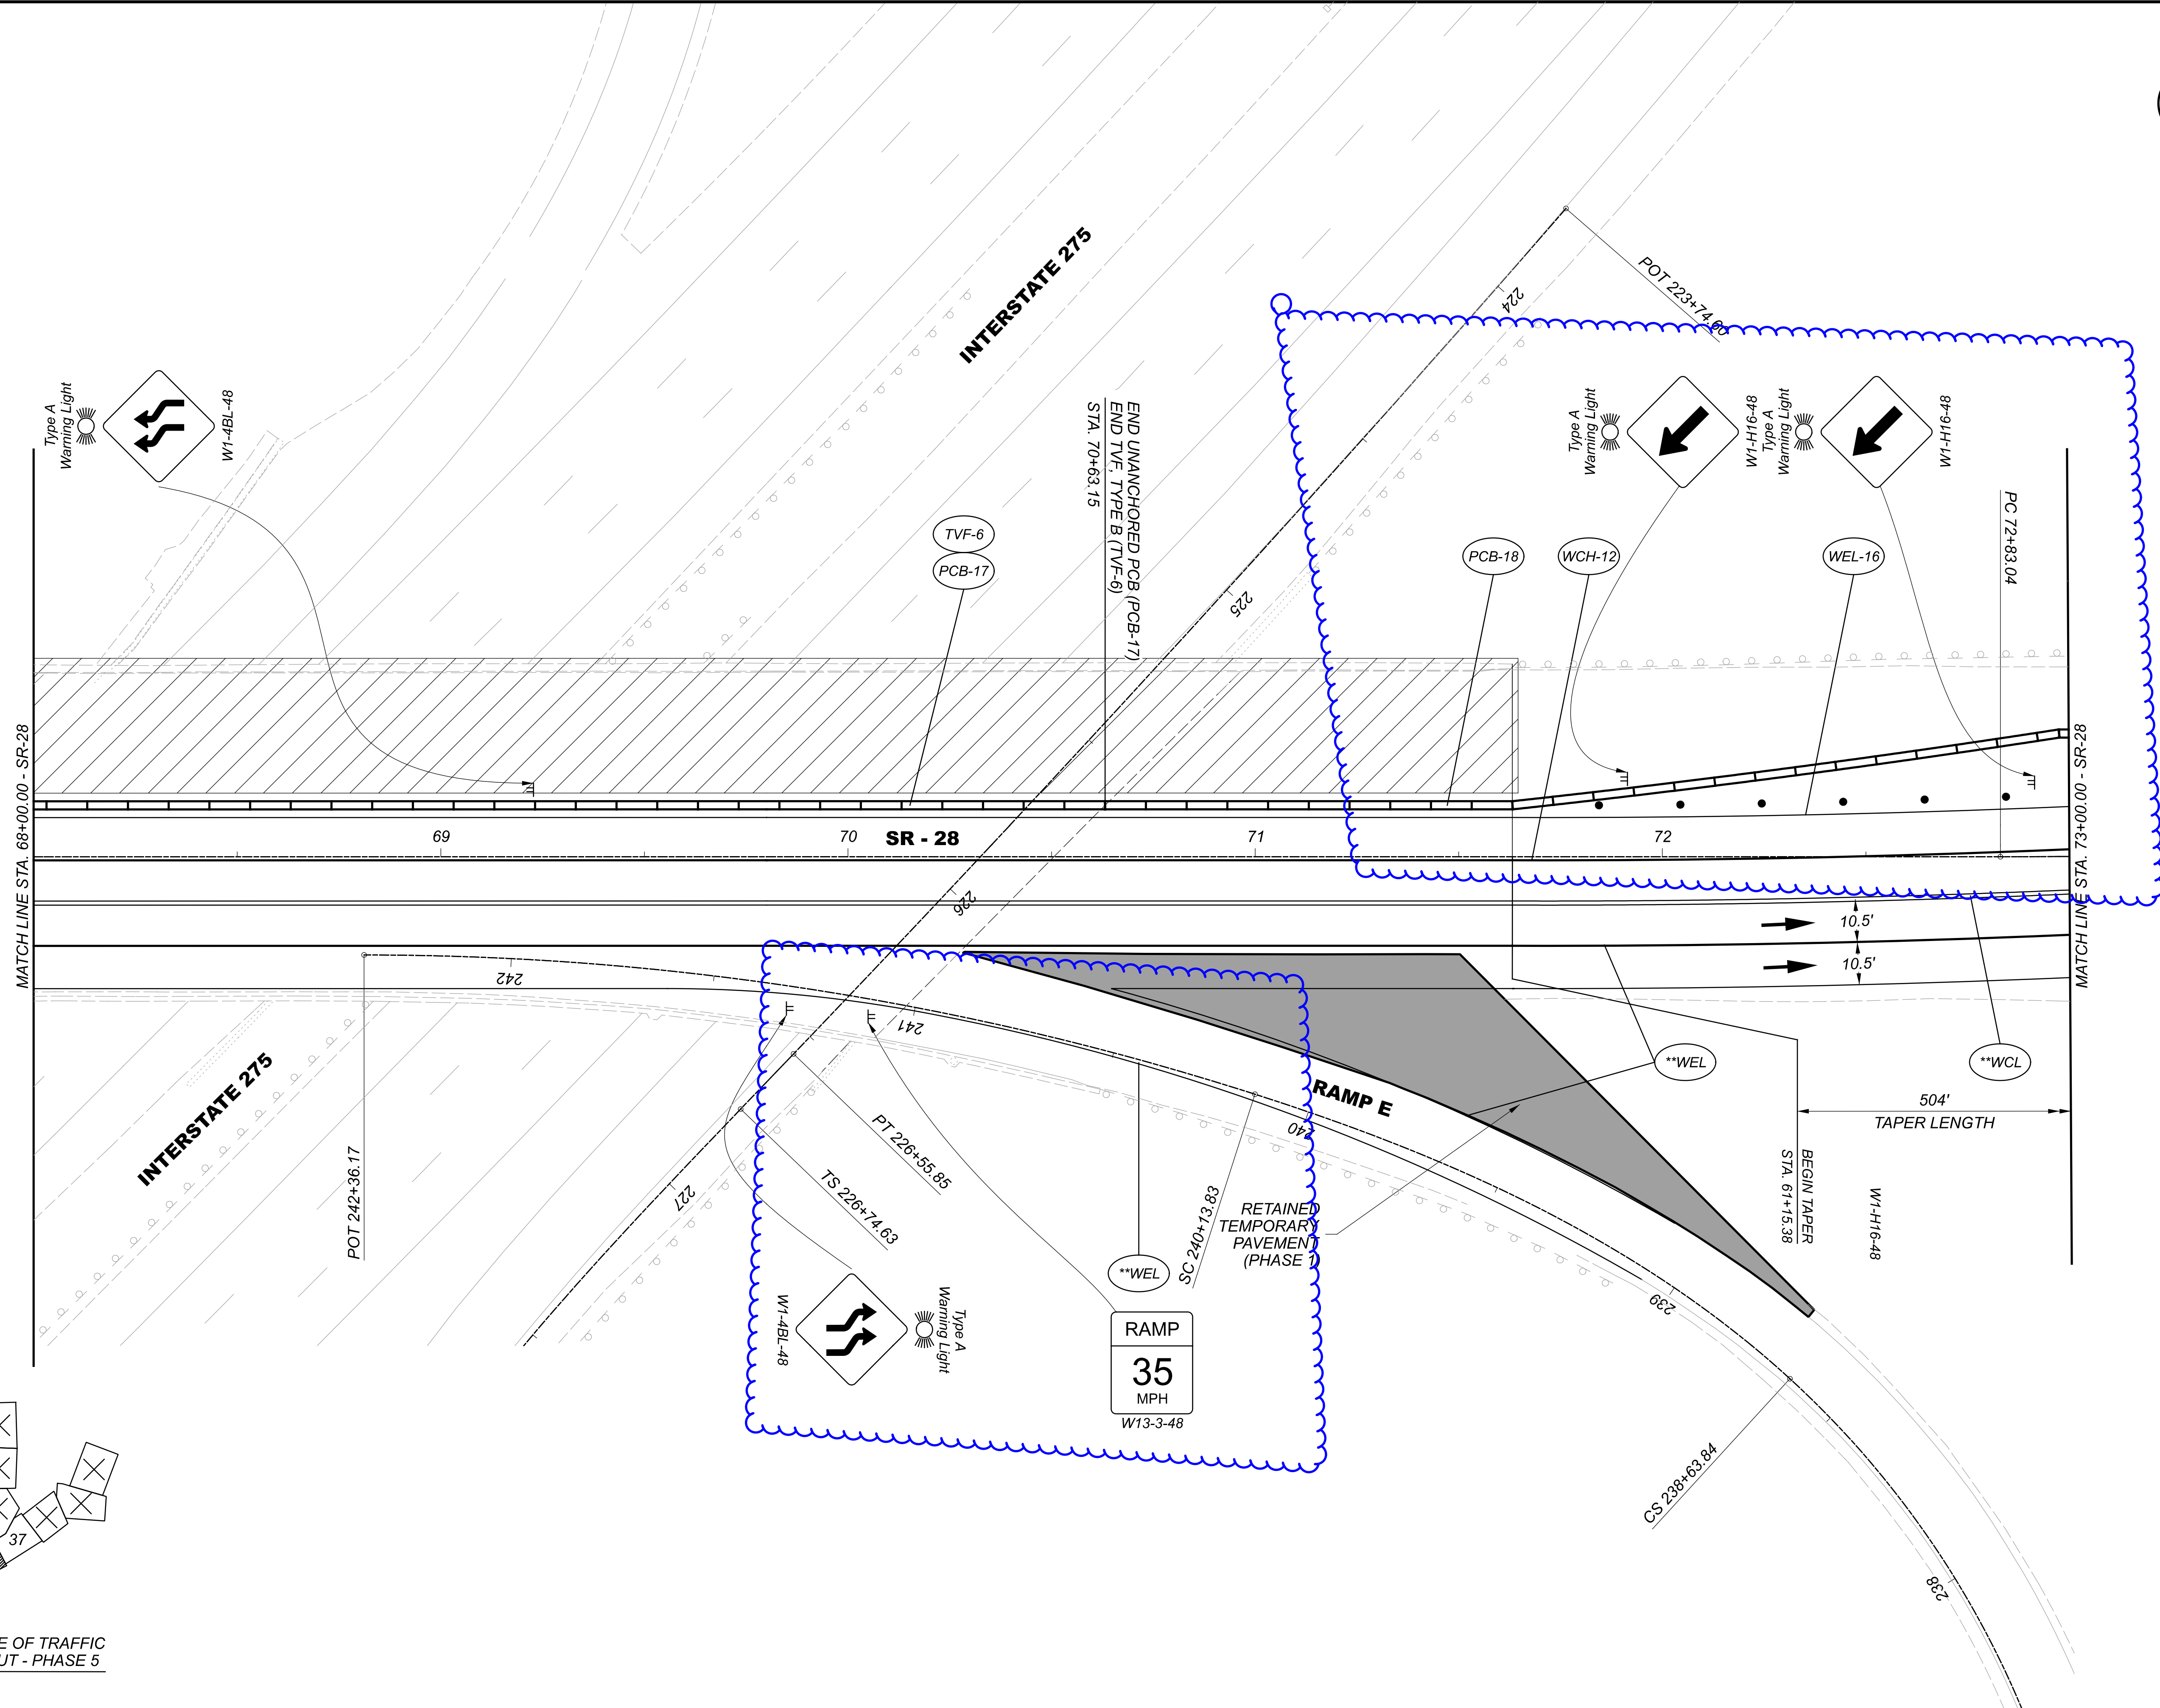 INTERSTATE 275
POT 223+74.60
224
Type A
Warning Light
W1-4BL-48
Type A
Warning Light
W1-H16-48
Type A
Warning Light
W1-H16-48
PC 72+83.04
END UNANCHORED PCB (PCB-17)
END TVF, TYPE B (TVF-6)
STA. 70+63.15
TVF-6
PCB-17
PCB-18
WCH-12
WEL-16
225
MATCH LINE STA. 68+00.00 - SR-28
MATCH LINE STA. 73+00.00 - SR-28
69
70
SR - 28
71
72
226
10.5'
10.5'
242
241
INTERSTATE 275
POT 242+36.17
227
PT 226+55.85
TS 226+74.63
**WEL
SC 240+13.83
RAMP E
240
**WEL
**WCL
504'
TAPER LENGTH
BEGIN TAPER
STA. 61+15.38
W1-H16-48
RETAINED
TEMPORARY
PAVEMENT
(PHASE 1)
W1-4BL-48
Type A
Warning Light
RAMP
35
MPH
W13-3-48
239
CS 238+63.84
238
37
E OF TRAFFIC
UT - PHASE 5